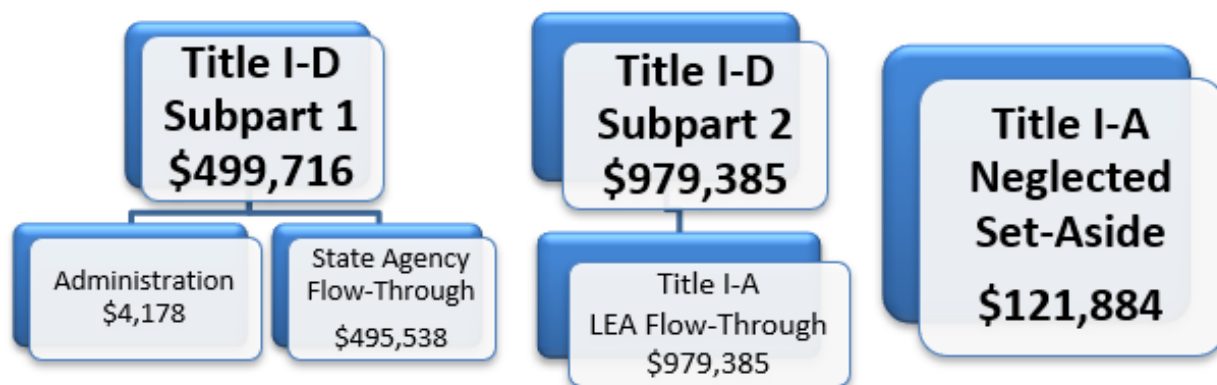 Title I-D
Subpart 1
$499,716
Administration
$4,178
State Agency
Flow-Through
$495,538
Title I-D
Subpart 2
$979,385
Title I-A
LEA Flow-Through
$979,385
Title I-A
Neglected
Set-Aside
$121,884